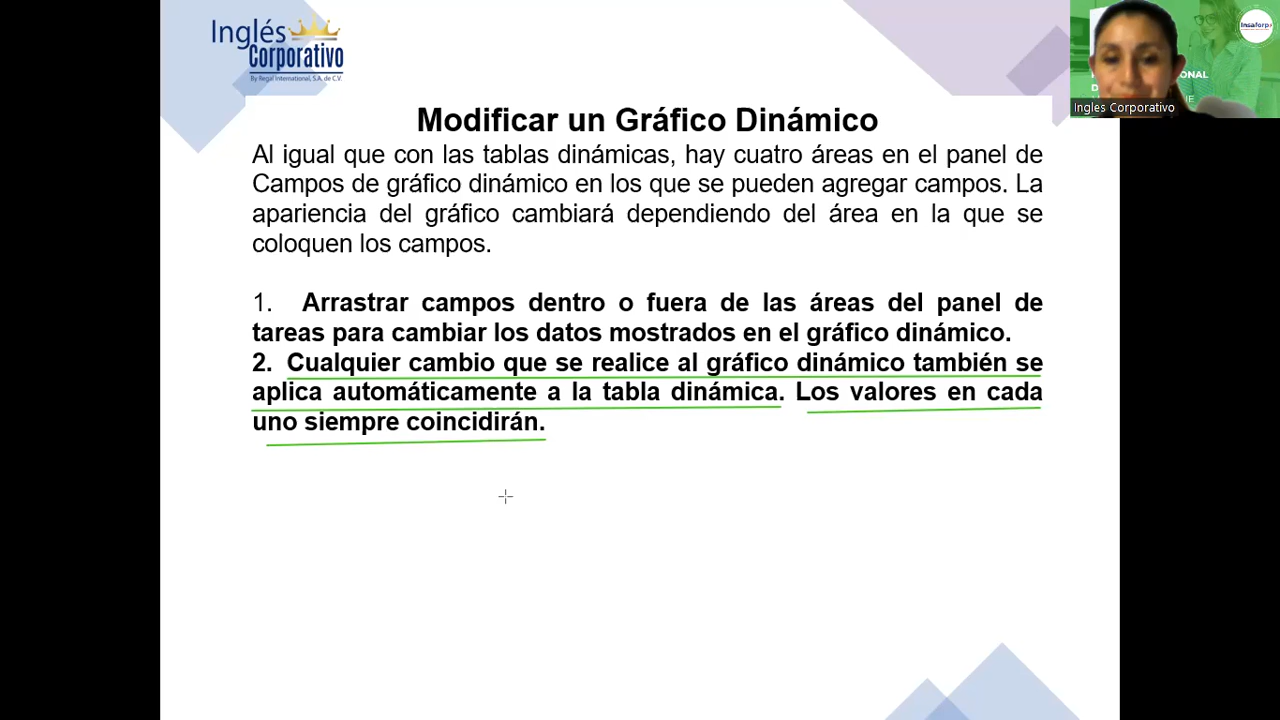 Inglés
Corporativo
By Regal International, S.A. de C.V.
Insaforp
ONAL
D
Ingles Corporativo
Modificar un Gráfico Dinámico
Al igual que con las tablas dinámicas, hay cuatro áreas en el panel de
Campos de gráfico dinámico en los que se pueden agregar campos. La
apariencia del gráfico cambiará dependiendo del área en la que se
coloquen los campos.
1. Arrastrar campos dentro o fuera de las áreas del panel de
tareas para cambiar los datos mostrados en el gráfico dinámico.
2. Cualquier cambio que se realice al gráfico dinámico también se
aplica automáticamente a la tabla dinámica. Los valores en cada
uno siempre coincidirán.